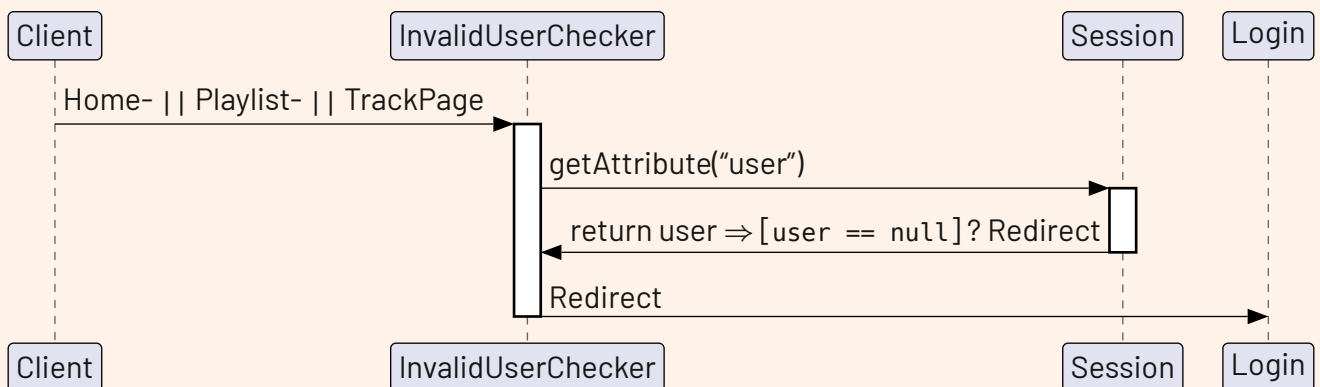 Client InvalidUserChecker Session Login
Home- || Playlist- || TrackPage
getAttribute(“user”)
return user ⇒ [user == null]? Redirect
Redirect
Client InvalidUserChecker Session Login